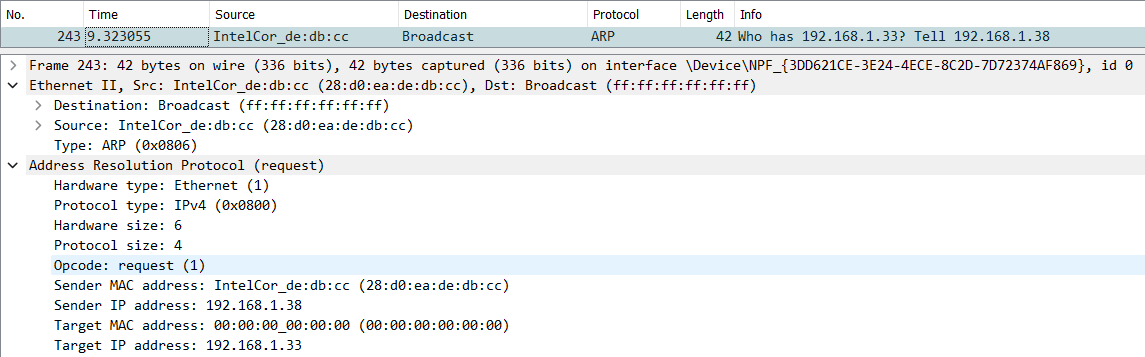 No. Time Source Destination Protocol Length Info
243 9.323055 IntelCor_de:db:cc Broadcast ARP 42 Who has 192.168.1.33? Tell 192.168.1.38
Frame 243: 42 bytes on wire (336 bits), 42 bytes captured (336 bits) on interface \Device\NPF_{3DD621CE-3E24-4ECE-8C2D-7D72374AF869}, id 0
Ethernet II, Src: IntelCor_de:db:cc (28:d0:ea:de:db:cc), Dst: Broadcast (ff:ff:ff:ff:ff:ff)
Destination: Broadcast (ff:ff:ff:ff:ff:ff)
Source: IntelCor_de:db:cc (28:d0:ea:de:db:cc)
Type: ARP (0x0806)
Address Resolution Protocol (request)
Hardware type: Ethernet (1)
Protocol type: IPv4 (0x0800)
Hardware size: 6
Protocol size: 4
Opcode: request (1)
Sender MAC address: IntelCor_de:db:cc (28:d0:ea:de:db:cc)
Sender IP address: 192.168.1.38
Target MAC address: 00:00:00_00:00:00 (00:00:00:00:00:00)
Target IP address: 192.168.1.33